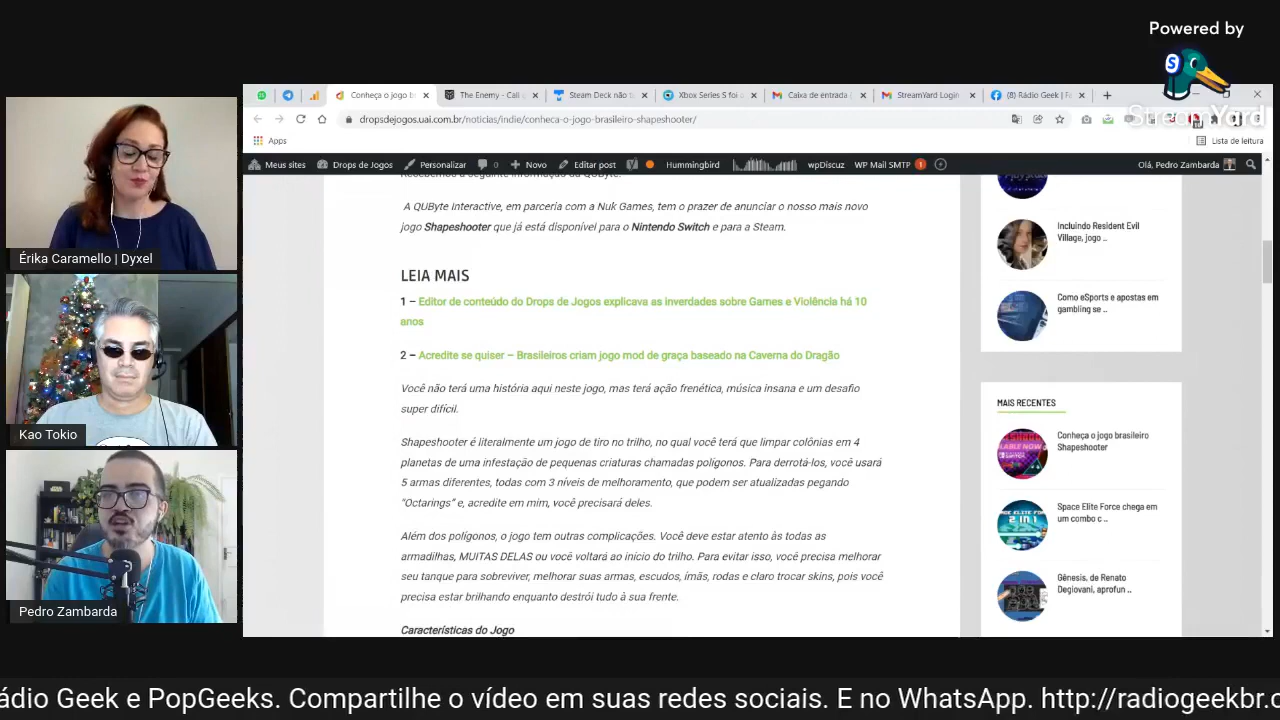 Powered by
S
StreamYard
Conheça o jogo b
The Enemy - Call
Steam Deck não
Xbox Series S foi
Caixa de entrada
StreamYard Login
(8) Rádio Geek | Fa
dropsdejogos.uai.com.br/noticias/indie/conheca-o-jogo-brasileiro-shapeshooter/
Apps
Lista de leitura
Meus sites
Drops de Jogos
Personalizar
0
Novo
Editar post
Hummingbird
wpDiscuz
WP Mail SMTP
1
Olá, Pedro Zambarda
Recebemos a seguinte informação da QUByte.
A QUByte Interactive, em parceria com a Nuk Games, tem o prazer de anunciar o nosso mais novo
jogo Shapeshooter que já está disponível para o Nintendo Switch e para a Steam.
LEIA MAIS
1 – Editor de conteúdo do Drops de Jogos explicava as inverdades sobre Games e Violência há 10
anos
2 – Acredite se quiser – Brasileiros criam jogo mod de graça baseado na Caverna do Dragão
Você não terá uma história aqui neste jogo, mas terá ação frenética, música insana e um desafio
super difícil.
Shapeshooter é literalmente um jogo de tiro no trilho, no qual você terá que limpar colônias em 4
planetas de uma infestação de pequenas criaturas chamadas polígonos. Para derrotá-los, você usará
5 armas diferentes, todas com 3 níveis de melhoramento, que podem ser atualizadas pegando
“Octarings” e, acredite em mim, você precisará deles.
Além dos polígonos, o jogo tem outras complicações. Você deve estar atento às todas as
armadilhas, MUITAS DELAS ou você voltará ao início do trilho. Para evitar isso, você precisa melhorar
seu tanque para sobreviver, melhorar suas armas, escudos, ímãs, rodas e claro trocar skins, pois você
precisa estar brilhando enquanto destrói tudo à sua frente.
Características do Jogo
Incluindo Resident Evil
Village, jogo ..
Como eSports e apostas em
gambling se ..
MAIS RECENTES
Conheça o jogo brasileiro
Shapeshooter
Space Elite Force chega em
um combo c ..
2 IN 1
Gênesis, de Renato
Degiovani, aprofun ..
Érika Caramello | Dyxel
Kao Tokio
Pedro Zambarda
ádio Geek e PopGeeks. Compartilhe o vídeo em suas redes sociais. E no WhatsApp. http://radiogeekbr.c